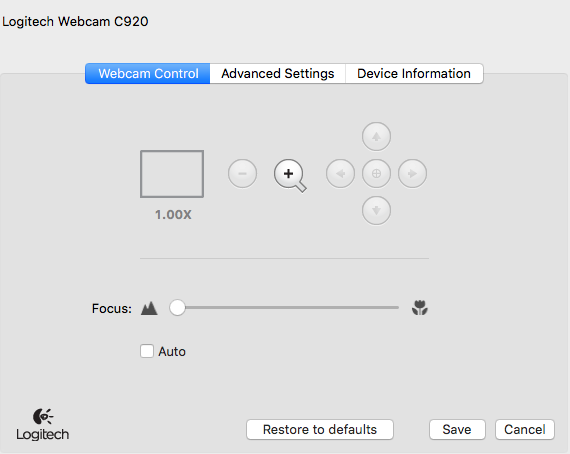 Logitech Webcam C920
Webcam Control Advanced Settings Device Information
1.00X
Focus:
Auto
Logitech
Restore to defaults Save Cancel